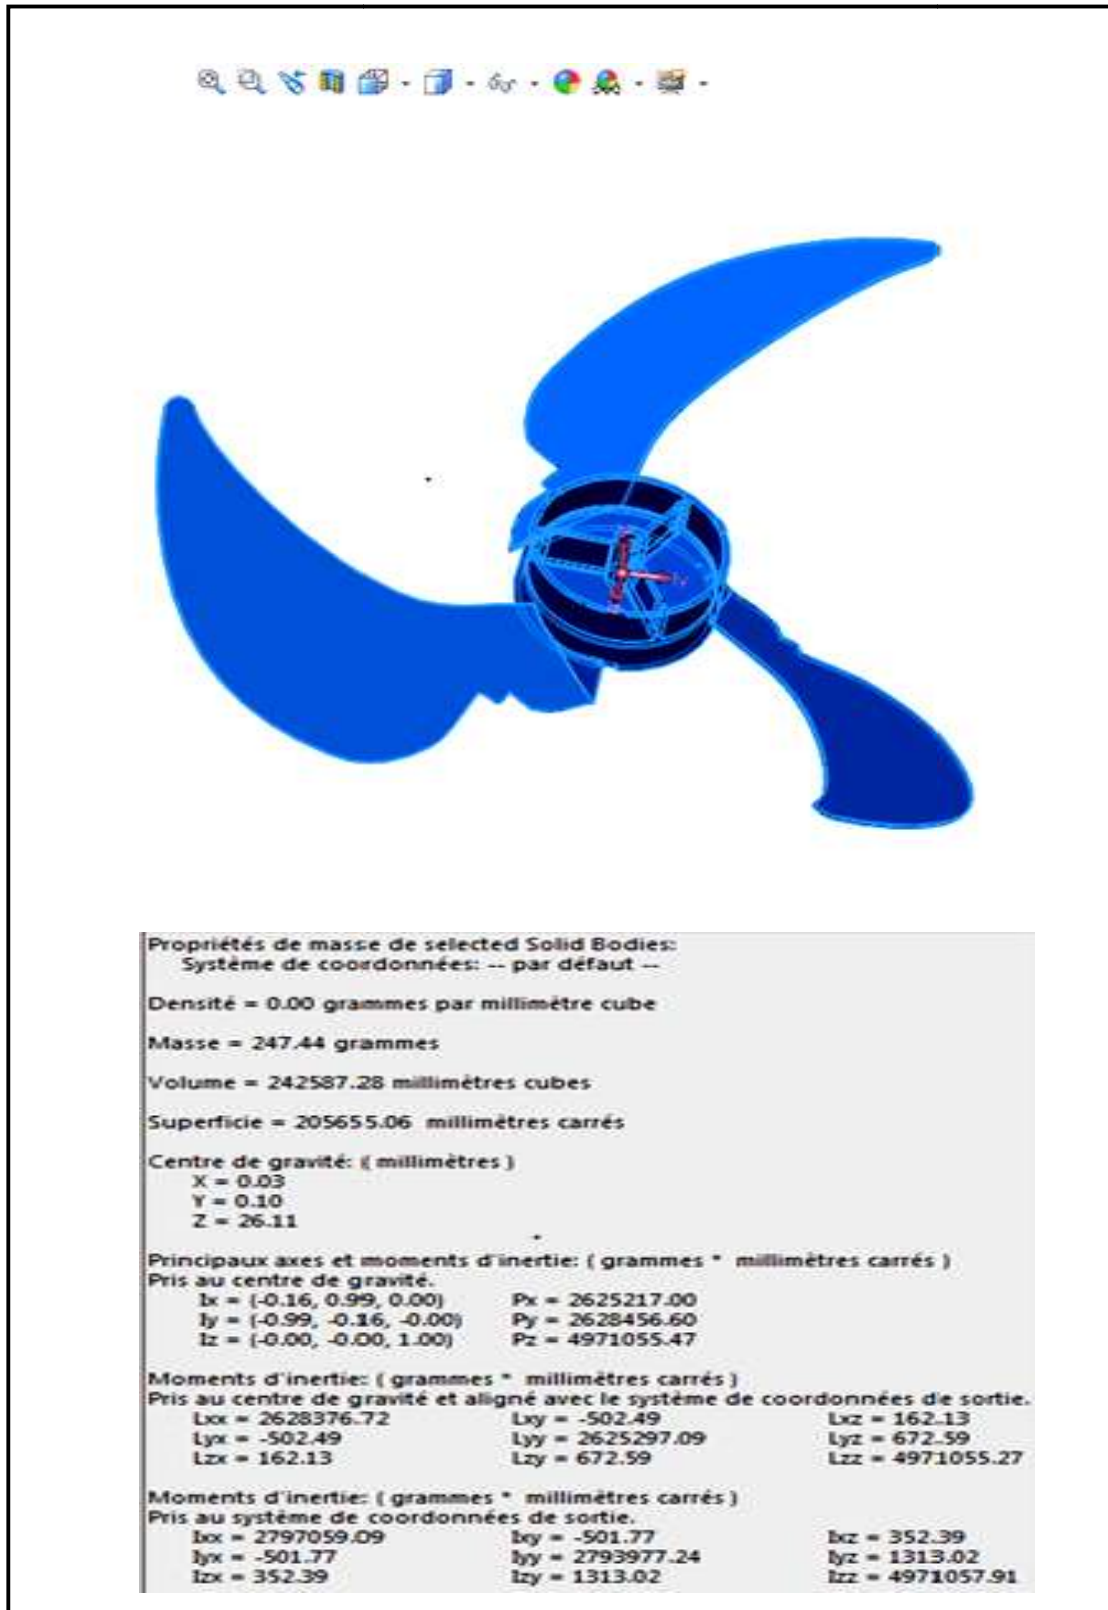 Propriétés de masse de selected Solid Bodies:
Système de coordonnées: -- par défaut --
Densité = 0.00 grammes par millimètre cube
Masse = 247.44 grammes
Volume = 242587.28 millimètres cubes
Superficie = 205655.06 millimètres carrés
Centre de gravité: ( millimètres )
X = 0.03
Y = 0.10
Z = 26.11
Principaux axes et moments d'inertie: ( grammes * millimètres carrés )
Pris au centre de gravité.
Ix = (-0.16, 0.99, 0.00) Px = 2625217.00
Iy = (-0.99, -0.16, -0.00) Py = 2628456.60
Iz = (-0.00, -0.00, 1.00) Pz = 4971055.47
Moments d'inertie: ( grammes * millimètres carrés )
Pris au centre de gravité et aligné avec le système de coordonnées de sortie.
Lxx = 2628376.72 Lxy = -502.49 Lxz = 162.13
Lyx = -502.49 Lyy = 2625297.09 Lyz = 672.59
Lzx = 162.13 Lzy = 672.59 Lzz = 4971055.27
Moments d'inertie: ( grammes * millimètres carrés )
Pris au système de coordonnées de sortie.
Ixx = 2797059.09 Ixy = -501.77 Ixz = 352.39
Iyx = -501.77 Iyy = 2793977.24 Iyz = 1313.02
Izx = 352.39 Izy = 1313.02 Izz = 4971057.91